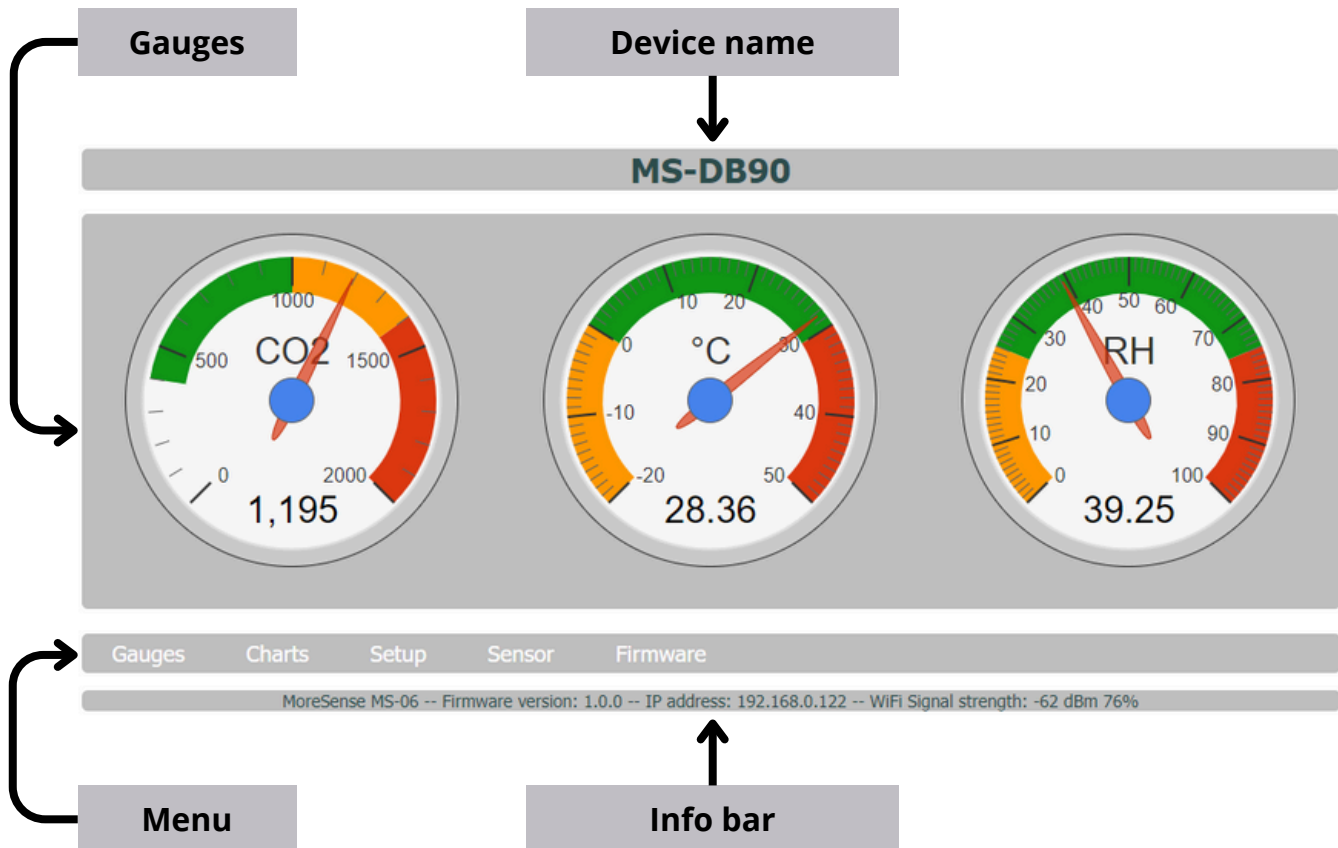 Gauges
Device name
MS-DB90
CO2
0
500
1000
1500
2000
1,195
°C
-20
-10
0
10
20
30
40
50
28.36
RH
0
10
20
30
40
50
60
70
80
90
100
39.25
Gauges Charts Setup Sensor Firmware
MoreSense MS-06 -- Firmware version: 1.0.0 -- IP address: 192.168.0.122 -- WiFi Signal strength: -62 dBm 76%
Menu
Info bar